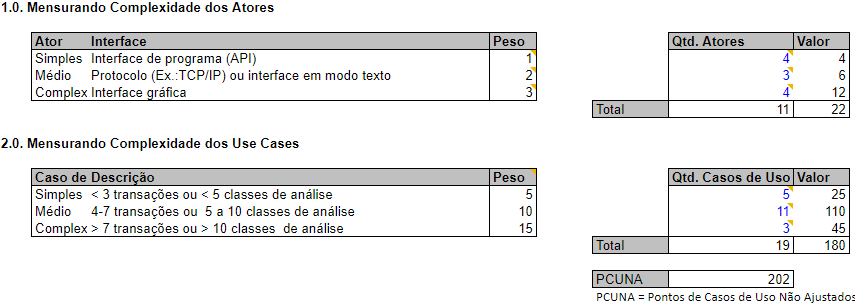 1.0. Mensurando Complexidade dos Atores
Ator Interface Peso Qtd. Atores Valor
Simples Interface de programa (API) 1 4 4
Médio Protocolo (Ex.:TCP/IP) ou interface em modo texto 2 3 6
Complex Interface gráfica 3 4 12
Total 11 22
2.0. Mensurando Complexidade dos Use Cases
Caso de Descrição Peso Qtd. Casos de Uso Valor
Simples < 3 transações ou < 5 classes de análise 5 5 25
Médio 4-7 transações ou 5 a 10 classes de análise 10 11 110
Complex > 7 transações ou > 10 classes de análise 15 3 45
Total 19 180
PCUNA 202
PCUNA = Pontos de Casos de Uso Não Ajustados